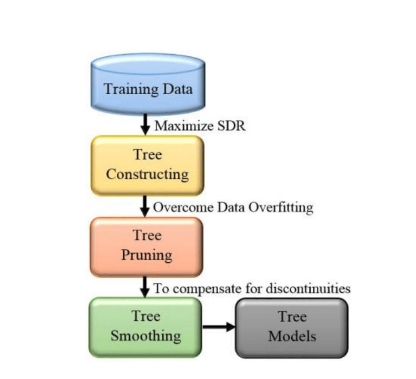 Training Data
Maximize SDR
Tree
Constructing
Overcome Data Overfitting
Tree
Pruning
To compensate for discontinuities
Tree
Smoothing
Tree
Models